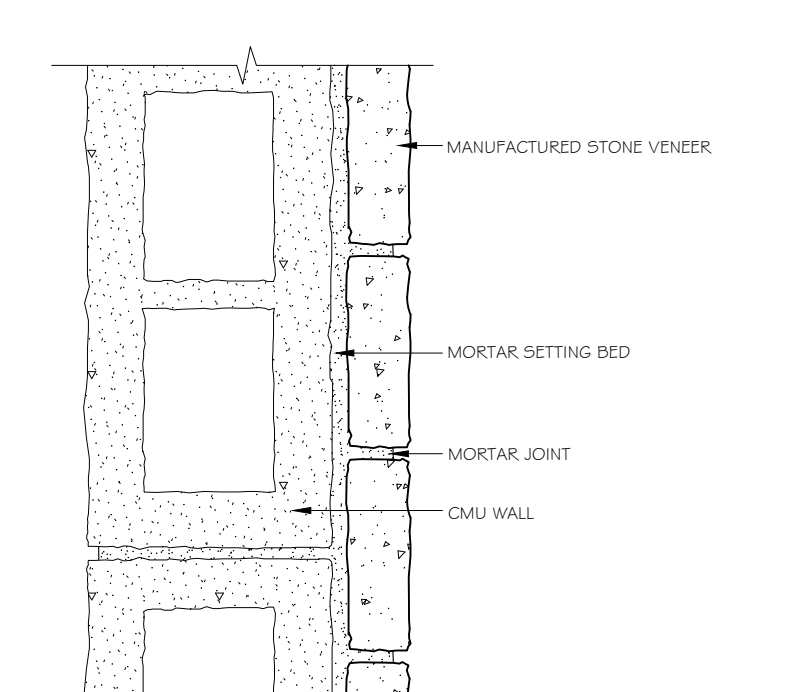 MANUFACTURED STONE VENEER
MORTAR SETTING BED
MORTAR JOINT
CMU WALL